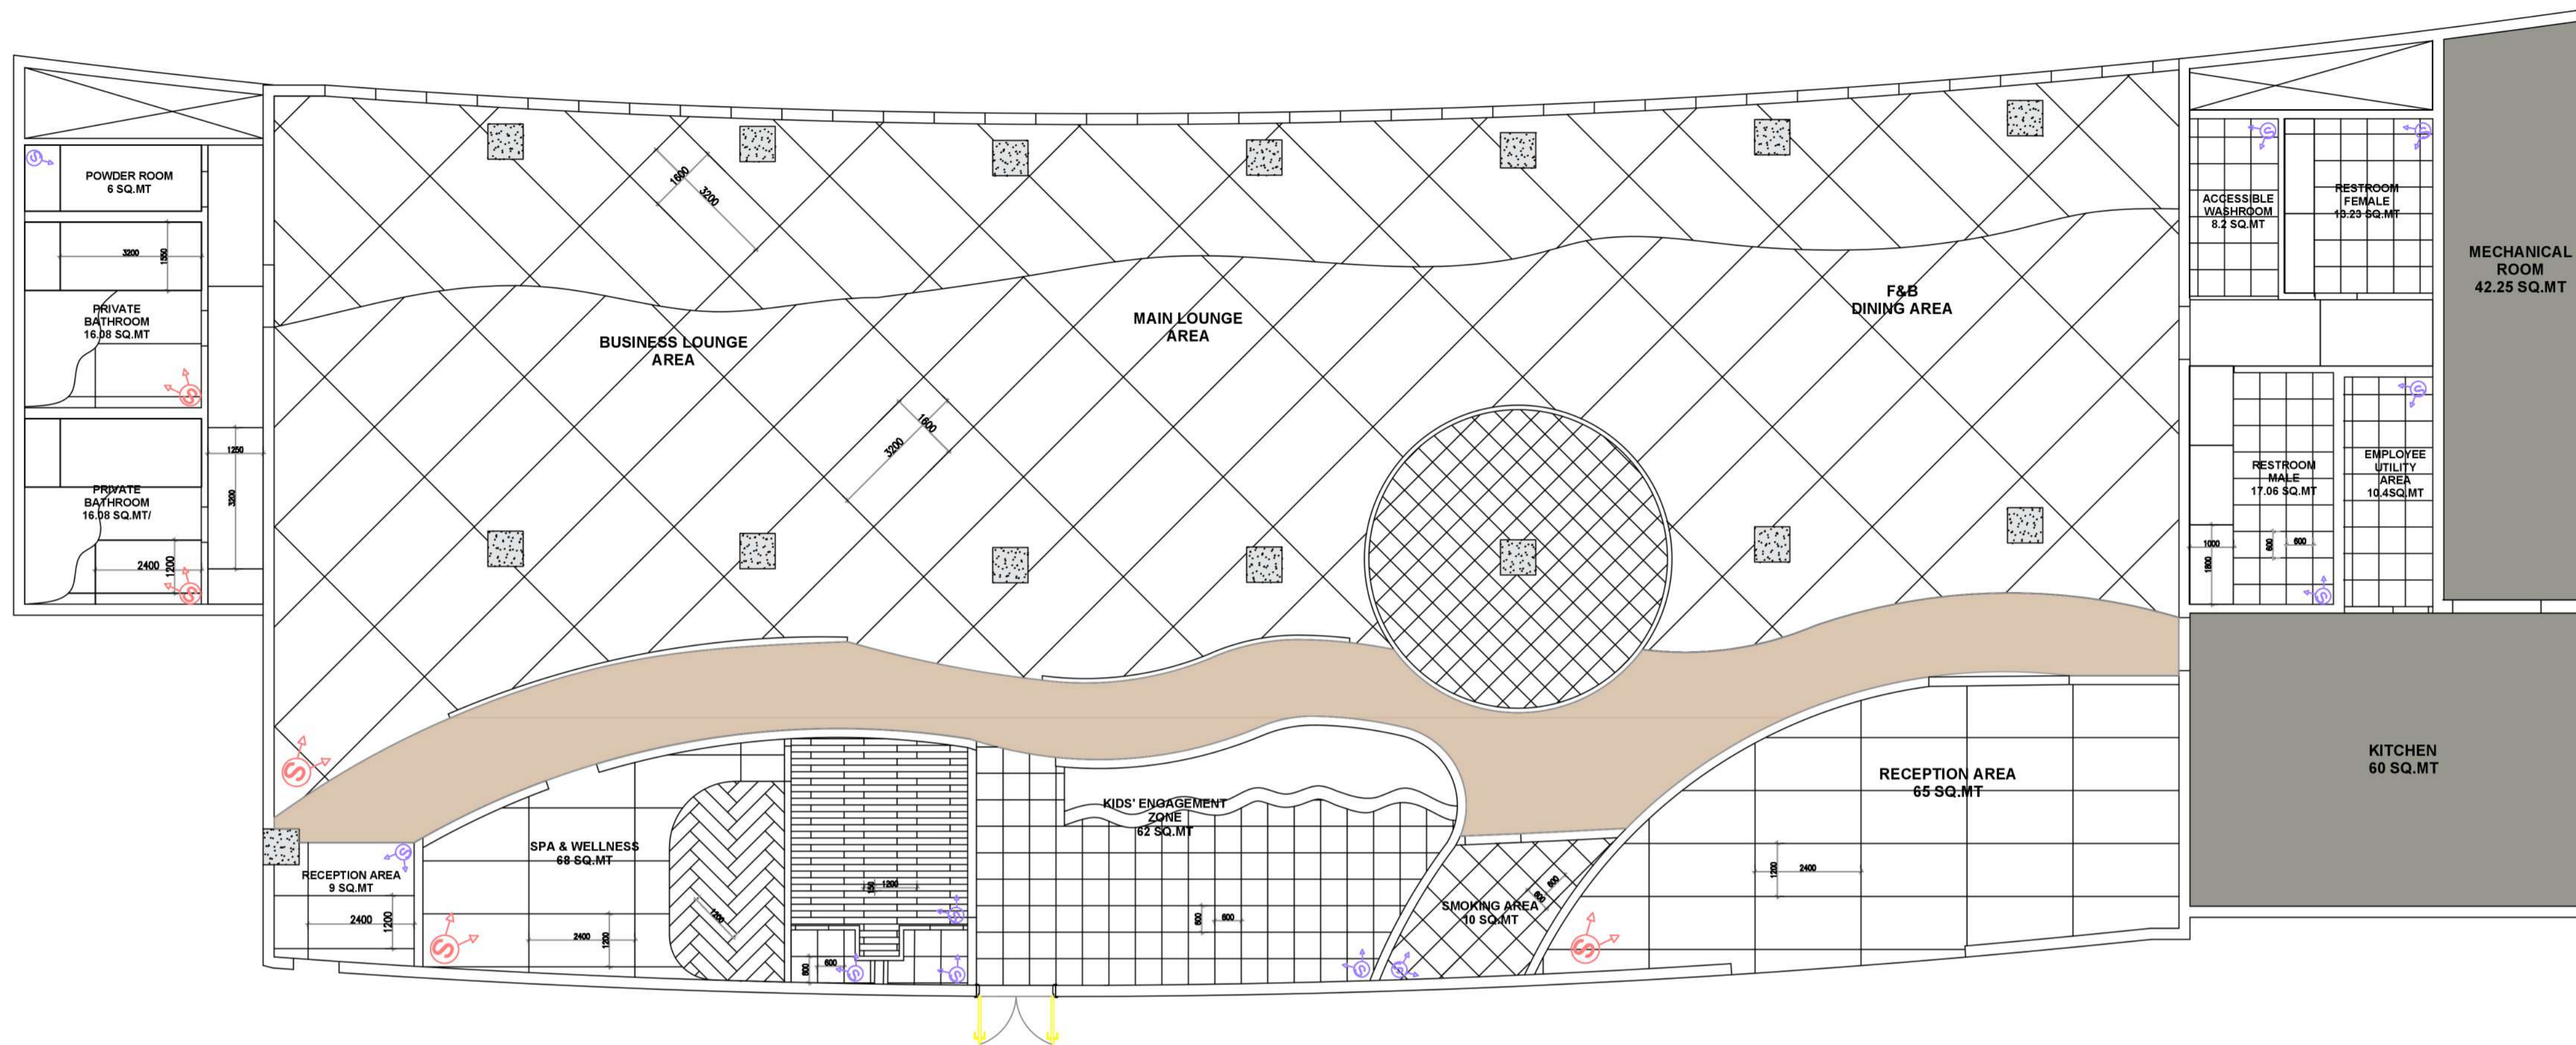 POWDER ROOM
6 SQ.MT
3200
1550
PRIVATE
BATHROOM
16.08 SQ.MT
S
S
1250
3200
PRIVATE
BATHROOM
16.08 SQ.MT/
2400
1200
S
1600
3200
BUSINESS LOUNGE
AREA
MAIN LOUNGE
AREA
F&B
DINING AREA
1600
3200
S
ACCESSIBLE
WASHROOM
8.2 SQ.MT
S
RESTROOM
FEMALE
13.23 SQ.MT
S
MECHANICAL
ROOM
42.25 SQ.MT
RESTROOM
MALE
17.06 SQ.MT
1000
1800
600
600
S
EMPLOYEE
UTILITY
AREA
10.4SQ.MT
S
KITCHEN
60 SQ.MT
RECEPTION AREA
9 SQ.MT
2400
1200
S
SPA & WELLNESS
68 SQ.MT
2400
1200
S
1200
150
1200
S
600
600
S
S
KIDS' ENGAGEMENT
ZONE
62 SQ.MT
600
600
S
SMOKING AREA
10 SQ.MT
600
600
S
RECEPTION AREA
65 SQ.MT
1200
2400
S